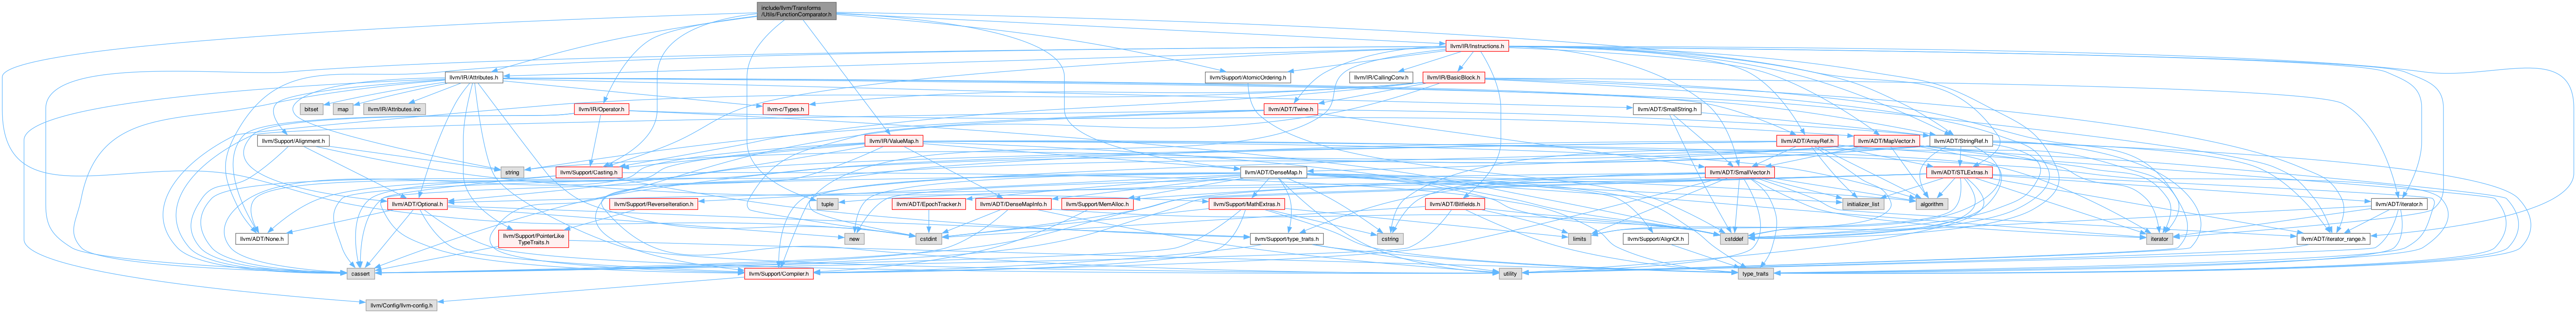 include/llvm/Transforms
/Utils/FunctionComparator.h
llvm/IR/Instructions.h
llvm/IR/Attributes.h
llvm/Support/AtomicOrdering.h
llvm/IR/CallingConv.h
llvm/IR/BasicBlock.h
bitset
map
llvm/IR/Attributes.inc
llvm/IR/Operator.h
llvm-c/Types.h
llvm/ADT/Twine.h
llvm/ADT/SmallString.h
llvm/Support/Alignment.h
llvm/IR/ValueMap.h
llvm/ADT/ArrayRef.h
llvm/ADT/MapVector.h
llvm/ADT/StringRef.h
string
llvm/Support/Casting.h
llvm/ADT/DenseMap.h
llvm/ADT/SmallVector.h
llvm/ADT/STLExtras.h
llvm/ADT/Optional.h
llvm/Support/ReverseIteration.h
tuple
llvm/ADT/EpochTracker.h
llvm/ADT/DenseMapInfo.h
llvm/Support/MemAlloc.h
llvm/Support/MathExtras.h
llvm/ADT/Bitfields.h
initializer_list
algorithm
llvm/ADT/iterator.h
llvm/ADT/None.h
llvm/Support/PointerLike
TypeTraits.h
new
cstdint
llvm/Support/type_traits.h
cstring
limits
cstddef
llvm/Support/AlignOf.h
iterator
llvm/ADT/iterator_range.h
cassert
llvm/Support/Compiler.h
utility
type_traits
llvm/Config/llvm-config.h